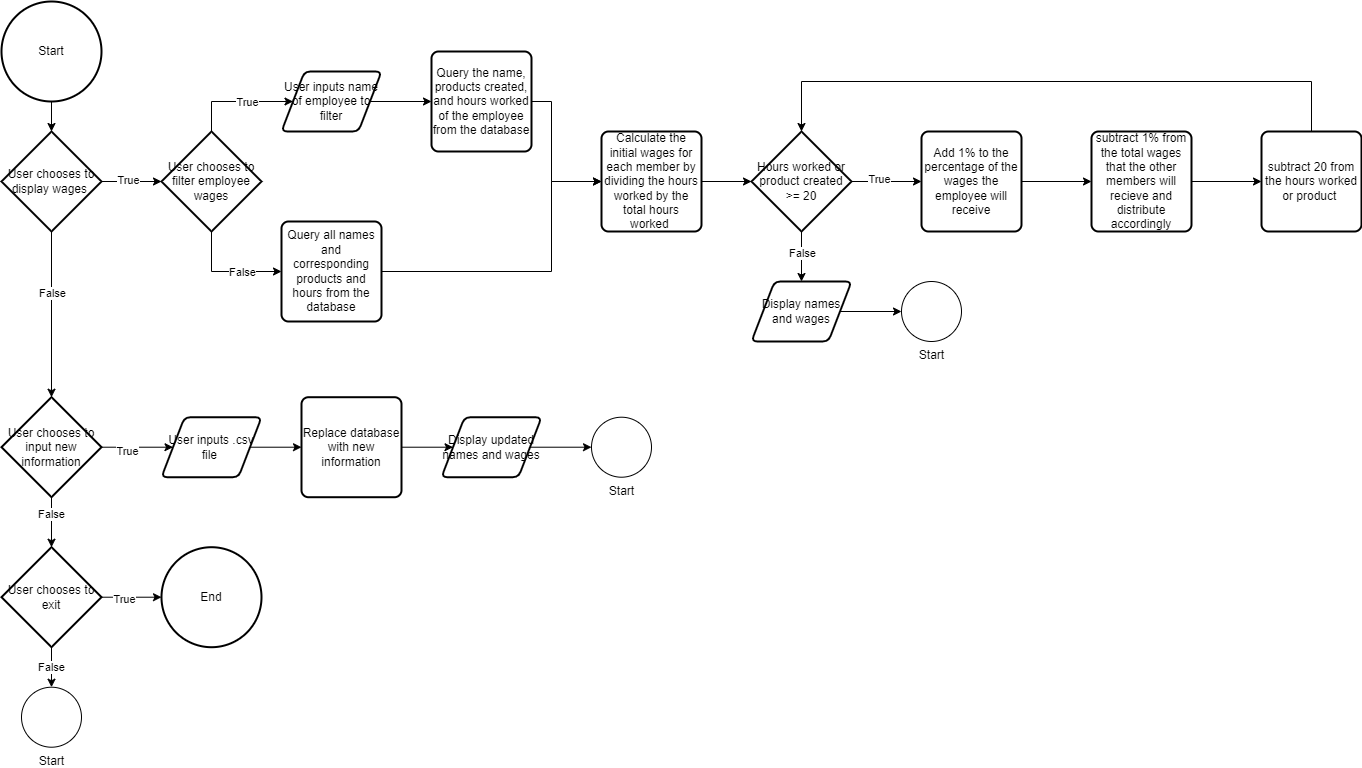 Start
User chooses to
display wages
True
User chooses to
filter employee
wages
True
User inputs name
of employee to
filter
Query the name,
products created,
and hours worked
of the employee
from the database
False
Query all names
and
corresponding
products and
hours from the
database
Calculate the
initial wages for
each member by
dividing the hours
worked by the
total hours
worked
Hours worked or
product created
>= 20
True
Add 1% to the
percentage of the
wages the
employee will
receive
subtract 1% from
the total wages
that the other
members will
recieve and
distribute
accordingly
subtract 20 from
the hours worked
or product
False
Display names
and wages
Start
False
User chooses to
input new
information
True
User inputs .csv
file
Replace database
with new
information
Display updated
names and wages
Start
False
User chooses to
exit
True
End
False
Start